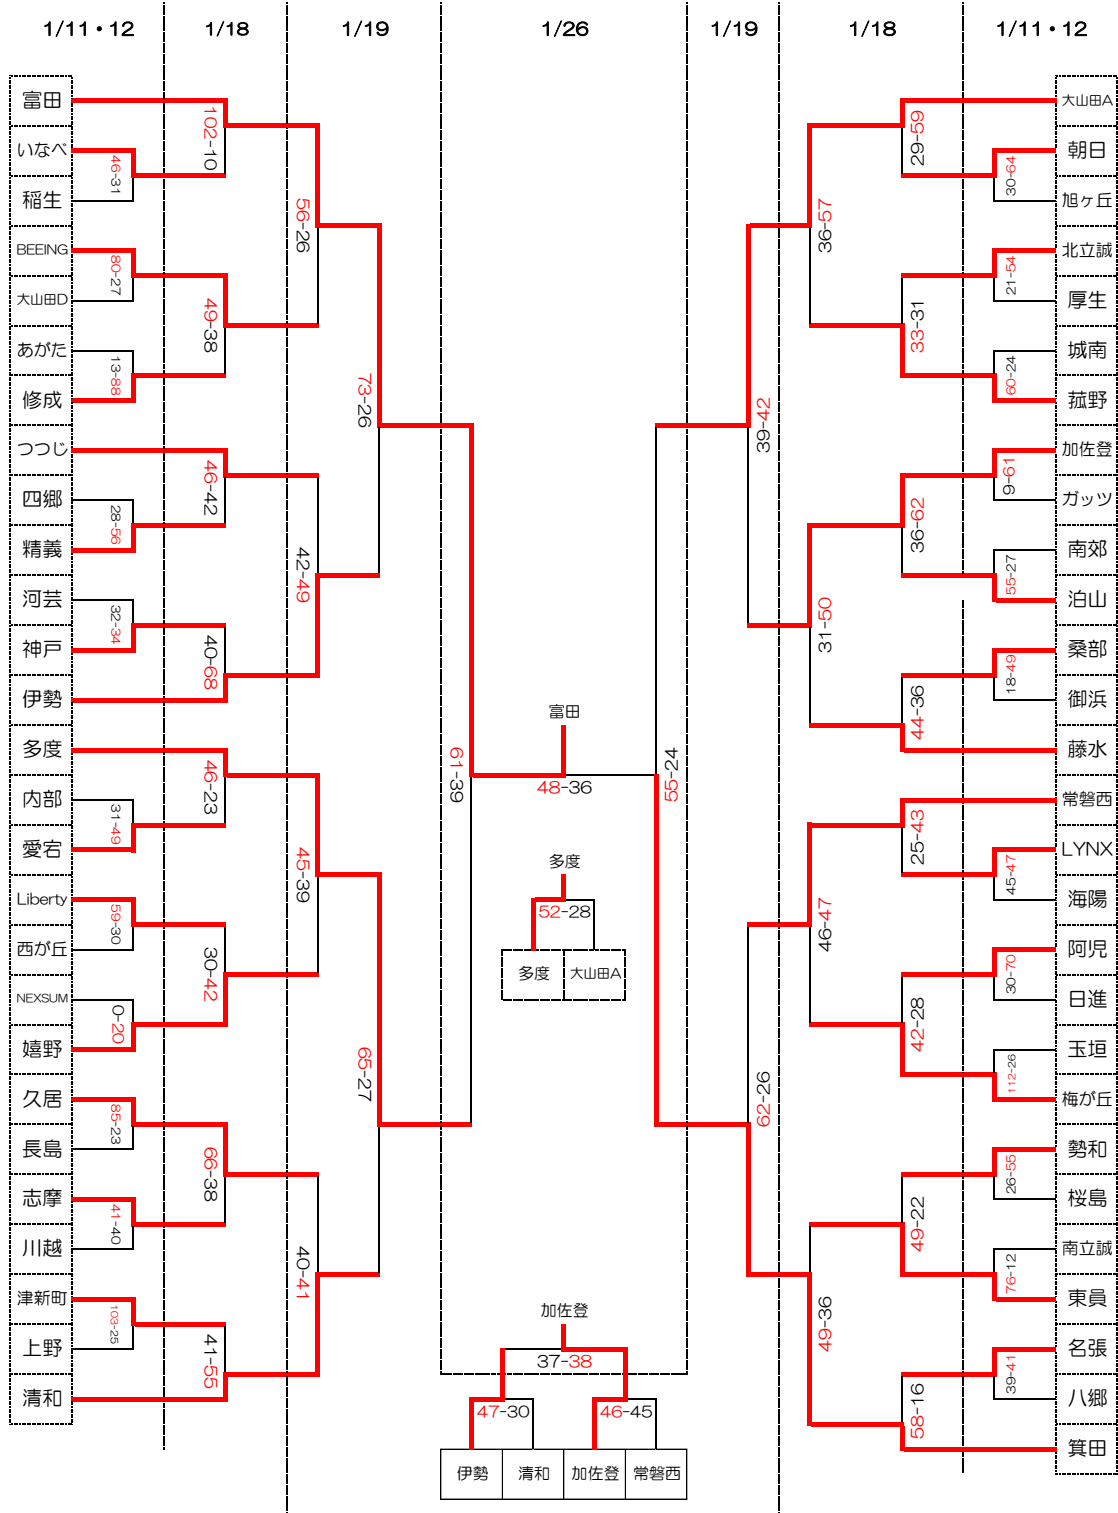 1/11・12 1/18 1/19 1/26 1/19 1/18 1/11・12
富田
いなべ
稲生
BEEING
大山田D
あがた
修成
つつじ
四郷
精義
河芸
神戸
伊勢
多度
内部
愛宕
Liberty
西が丘
NEXSUM
嬉野
久居
長島
志摩
川越
津新町
上野
清和
46-31
80-27
13-88
28-56
32-34
31-49
59-30
0-20
85-23
41-40
103-25
102-10
49-38
46-42
40-68
46-23
30-42
66-38
41-55
56-26
42-49
45-39
40-41
73-26
65-27
61-39
富田
48-36
多度
52-28
多度
大山田A
加佐登
37-38
47-30
46-45
伊勢
清和
加佐登
常磐西
55-24
39-42
62-26
36-57
31-50
46-47
49-36
29-59
33-31
36-62
44-36
25-43
42-28
49-22
58-16
30-64
21-54
60-24
9-61
55-27
18-49
45-47
30-70
112-26
26-55
76-12
39-41
大山田A
朝日
旭ヶ丘
北立誠
厚生
城南
菰野
加佐登
ガッツ
南郊
泊山
桑部
御浜
藤水
常磐西
LYNX
海陽
阿児
日進
玉垣
梅が丘
勢和
桜島
南立誠
東員
名張
八郷
箕田